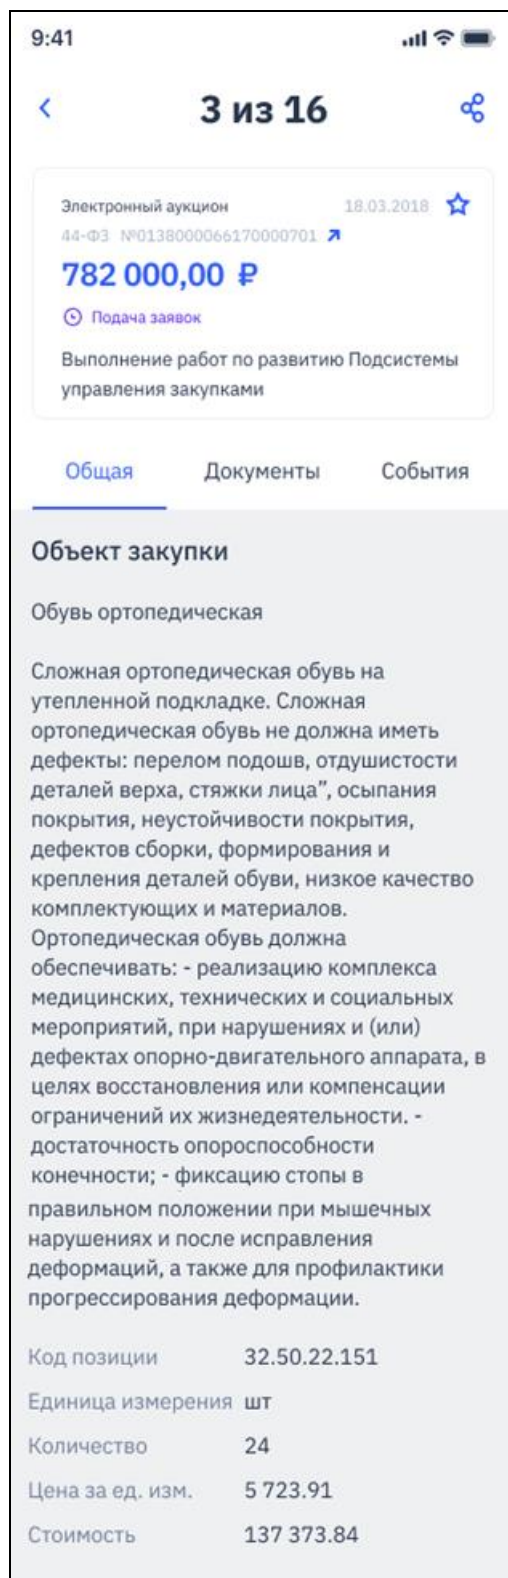 9:41
3 из 16
Электронный аукцион 18.03.2018
44-ФЗ №0138000066170000701
782 000,00 ₽
Подача заявок
Выполнение работ по развитию Подсистемы
управления закупками
Общая Документы События
Объект закупки
Обувь ортопедическая
Сложная ортопедическая обувь на
утепленной подкладке. Сложная
ортопедическая обувь не должна иметь
дефекты: перелом подошв, отдушистости
деталей верха, стяжки лица”, осыпания
покрытия, неустойчивости покрытия,
дефектов сборки, формирования и
крепления деталей обуви, низкое качество
комплектующих и материалов.
Ортопедическая обувь должна
обеспечивать: - реализацию комплекса
медицинских, технических и социальных
мероприятий, при нарушениях и (или)
дефектах опорно-двигательного аппарата, в
целях восстановления или компенсации
ограничений их жизнедеятельности. -
достаточность опороспособности
конечности; - фиксацию стопы в
правильном положении при мышечных
нарушениях и после исправления
деформаций, а также для профилактики
прогрессирования деформации.
Код позиции 32.50.22.151
Единица измерения шт
Количество 24
Цена за ед. изм. 5 723.91
Стоимость 137 373.84